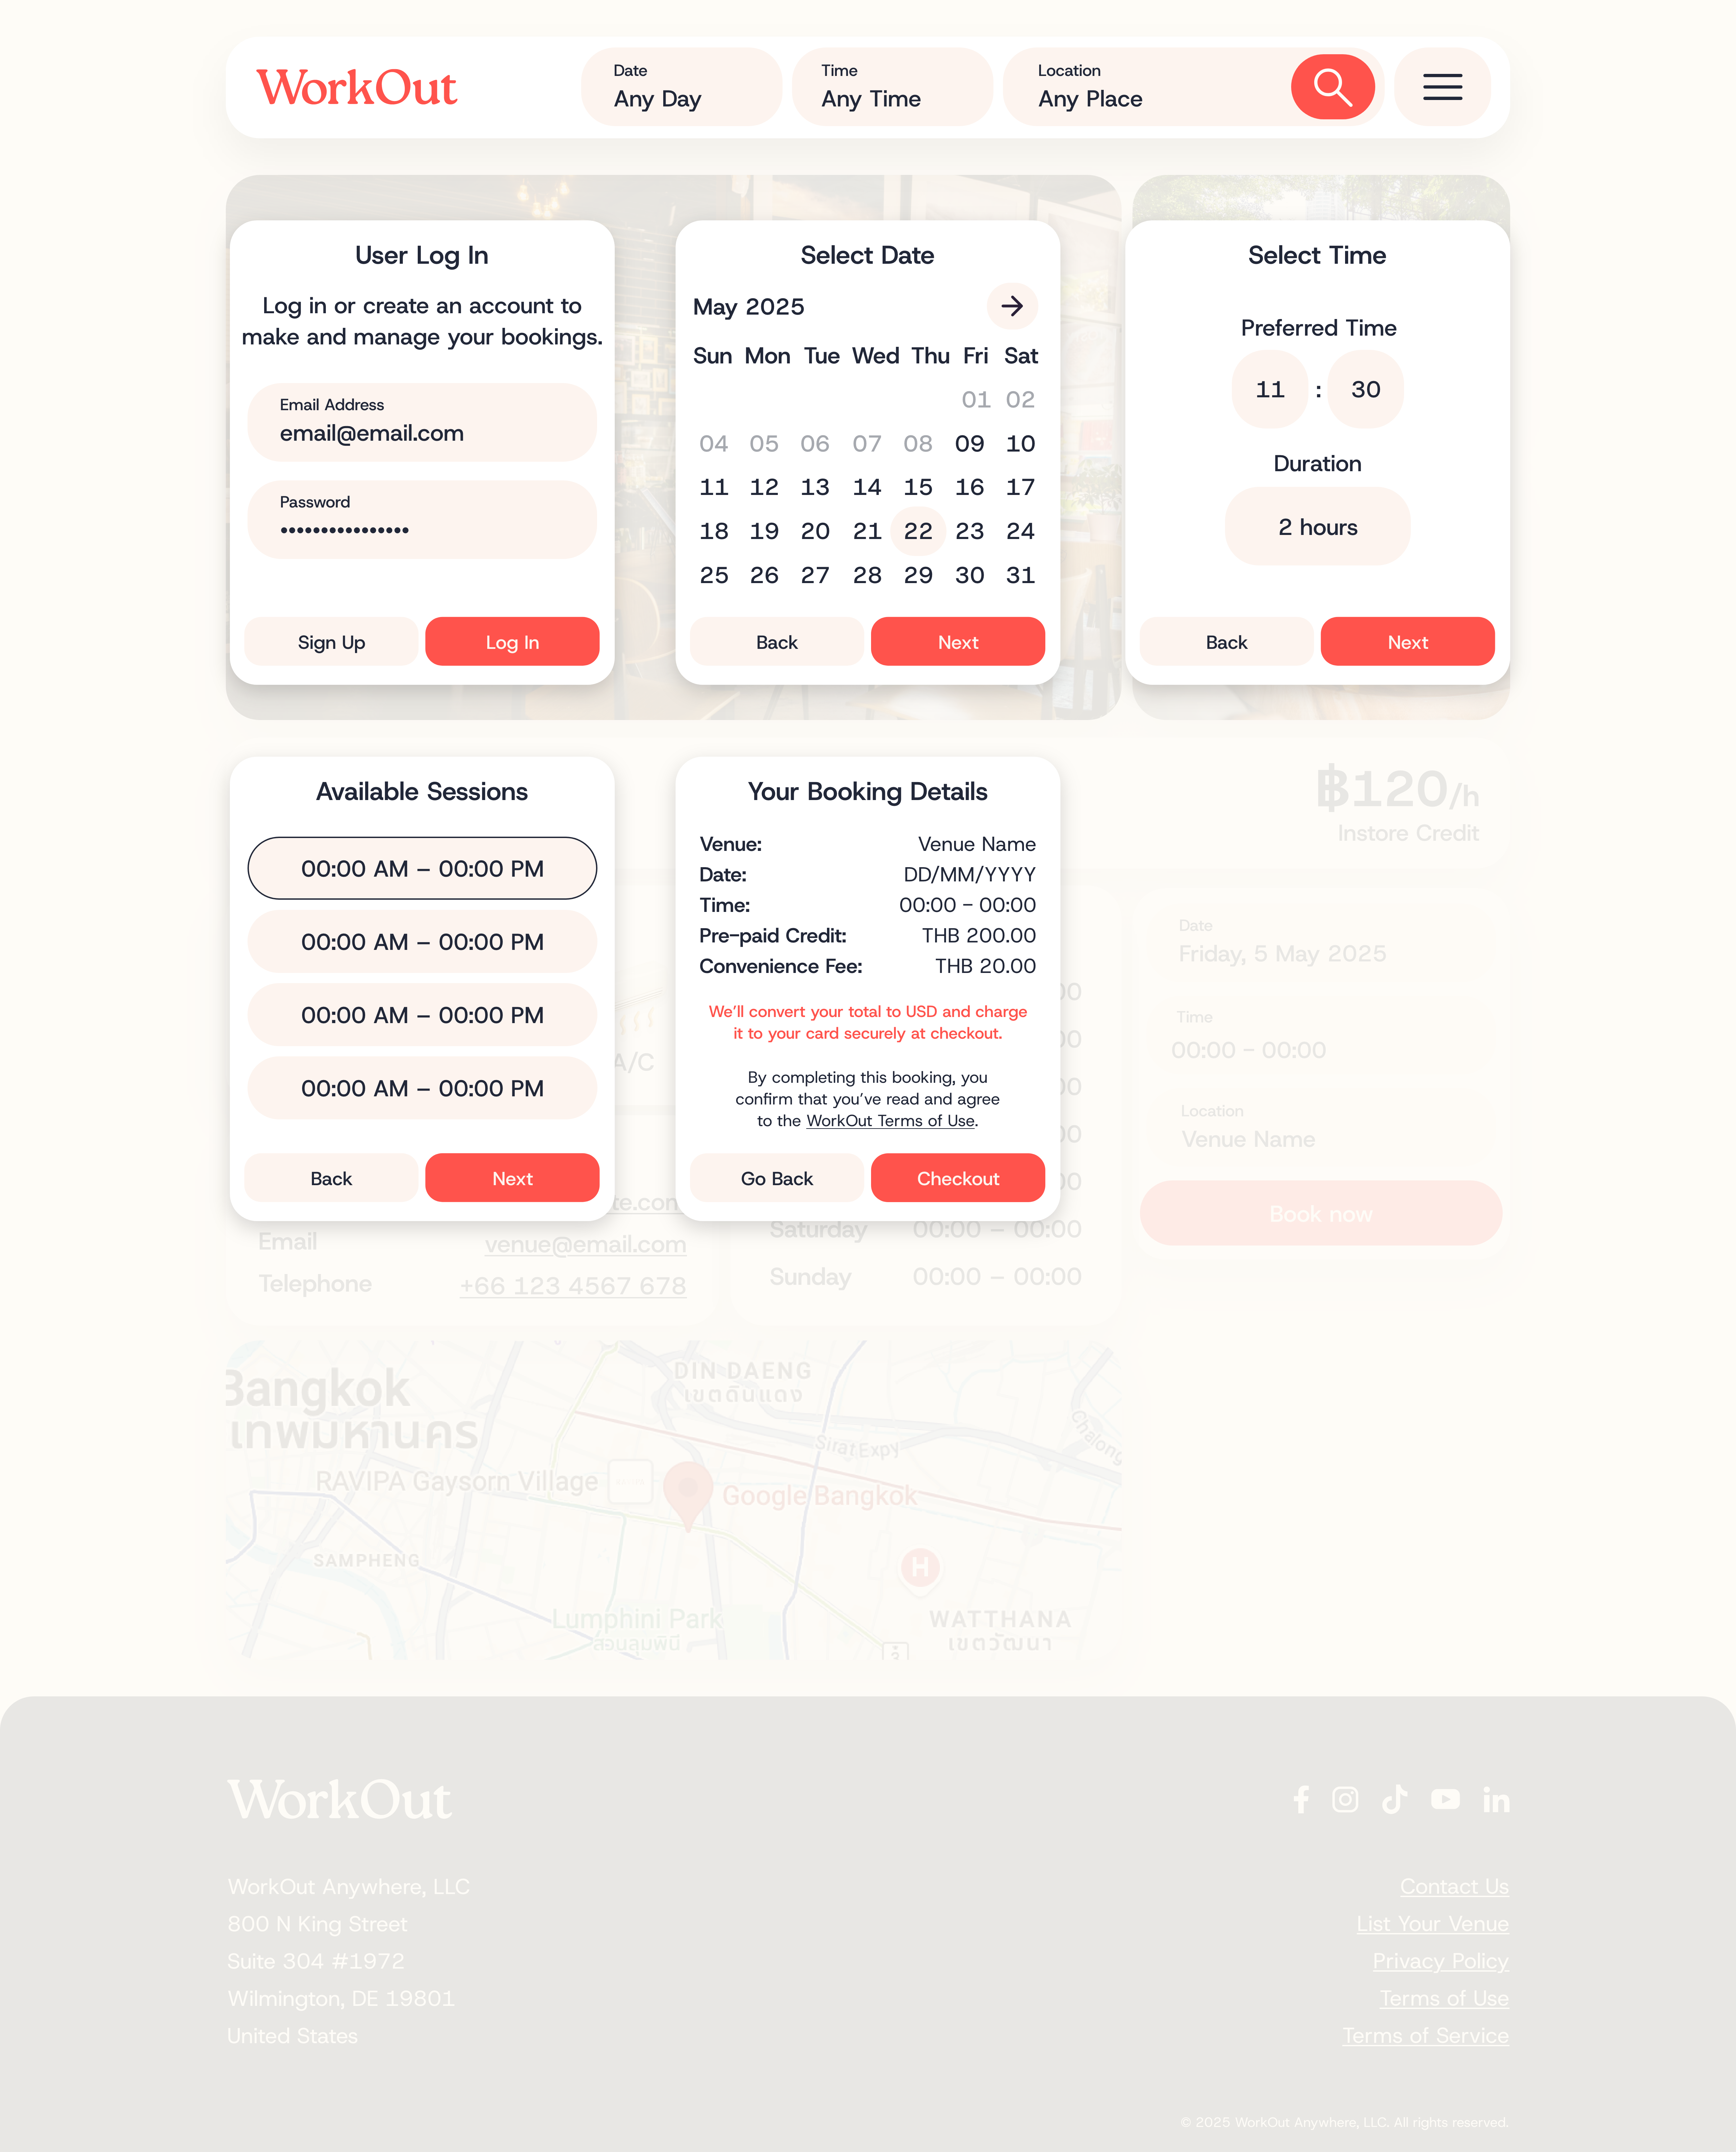 WorkOut
Date
Any Day
Time
Any Time
Location
Any Place
User Log In
Log in or create an account to
make and manage your bookings.
Email Address
email@email.com
Password
••••••••••••••••
Sign Up
Log In
Select Date
May 2025
Sun Mon Tue Wed Thu Fri Sat
01 02
04 05 06 07 08 09 10
11 12 13 14 15 16 17
18 19 20 21 22 23 24
25 26 27 28 29 30 31
Back
Next
Select Time
Preferred Time
11 : 30
Duration
2 hours
Back
Next
Available Sessions
00:00 AM – 00:00 PM
00:00 AM – 00:00 PM
00:00 AM – 00:00 PM
00:00 AM – 00:00 PM
Back
Next
Your Booking Details
Venue: Venue Name
Date: DD/MM/YYYY
Time: 00:00 – 00:00
Pre-paid Credit: THB 200.00
Convenience Fee: THB 20.00
We'll convert your total to USD and charge
it to your card securely at checkout.
By completing this booking, you
confirm that you've read and agree
to the WorkOut Terms of Use.
Go Back
Checkout
฿120/h
Instore Credit
Date
Friday, 5 May 2025
Time
00:00 – 00:00
Location
Venue Name
Book now
A/C
Email venue@email.com
Telephone +66 123 4567 678
Saturday 00:00 – 00:00
Sunday 00:00 – 00:00
Bangkok
เทพมหานคร
DIN DAENG
เขตดินแดง
Sirat Expy
Chalong
RAVIPA Gaysorn Village
Google Bangkok
SAMPHENG
H
Lumphini Park
สวนลุมพินี
WATTHANA
เขตวัฒนา
3
WorkOut
WorkOut Anywhere, LLC
800 N King Street
Suite 304 #1972
Wilmington, DE 19801
United States
Contact Us
List Your Venue
Privacy Policy
Terms of Use
Terms of Service
© 2025 WorkOut Anywhere, LLC. All rights reserved.